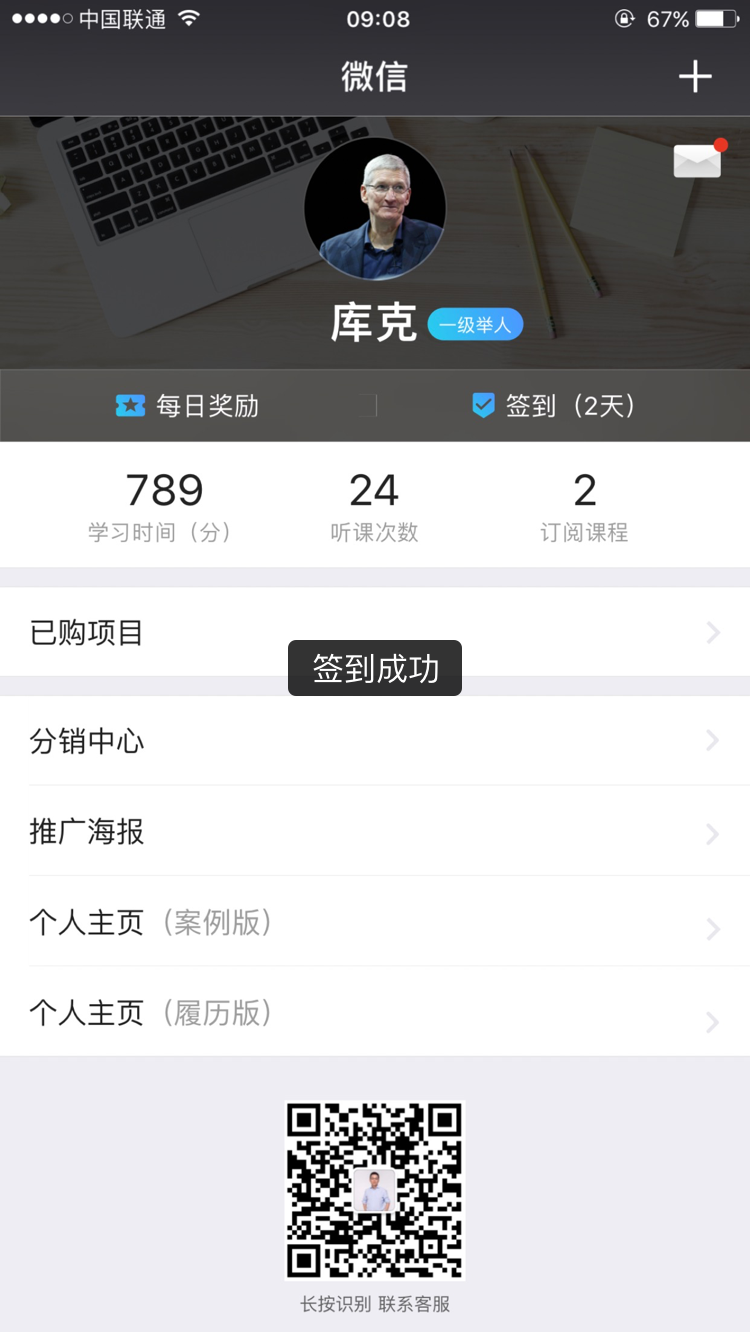 中国联通 09:08 67%
微信
库克 一级举人
每日奖励 签到（2天）
789 24 2
学习时间（分） 听课次数 订阅课程
已购项目
签到成功
分销中心
推广海报
个人主页（案例版）
个人主页（履历版）
长按识别 联系客服